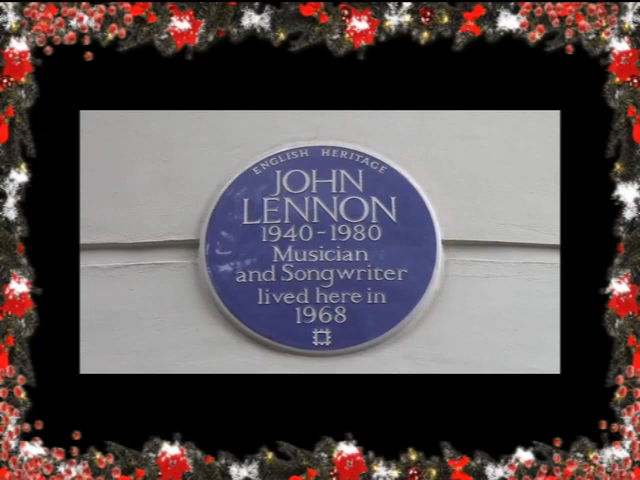 ENGLISH HERITAGE
JOHN
LENNON
1940-1980
Musician
and Songwriter
lived here in
1968